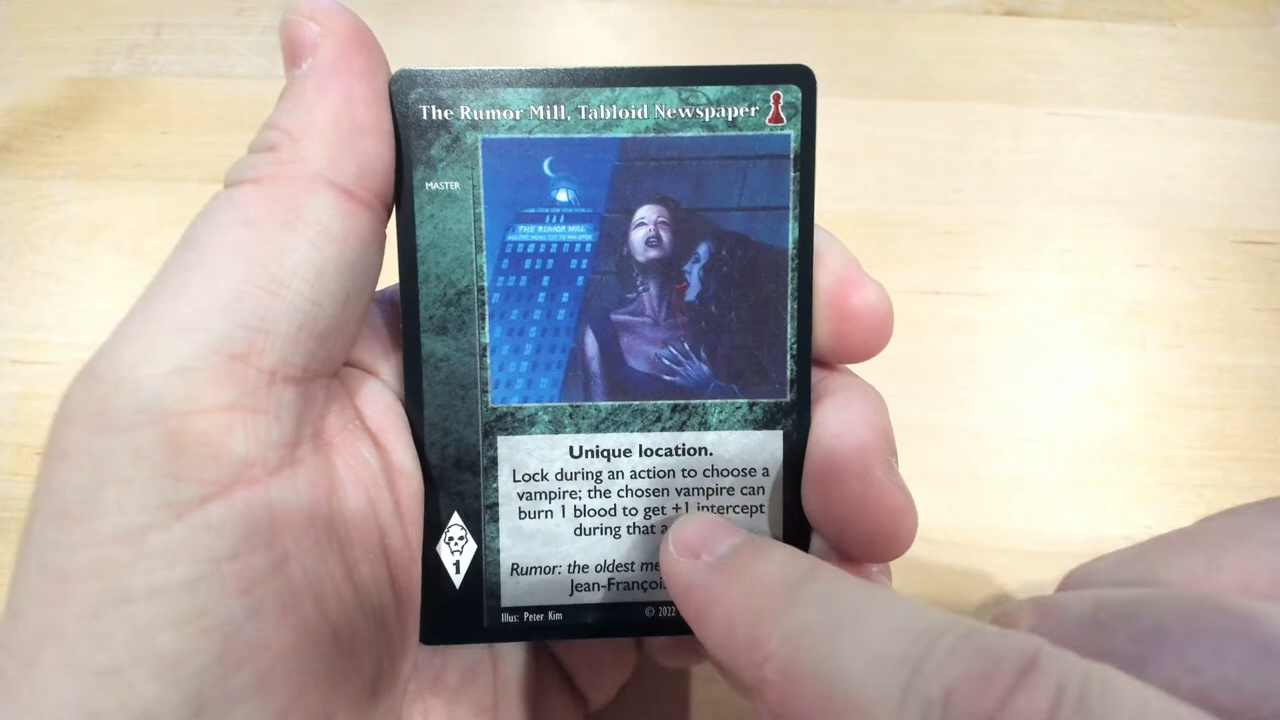 The Rumor Mill, Tabloid Newspaper
MASTER
THE RUMOR MILL
Unique location.
Lock during an action to choose a
vampire; the chosen vampire can
burn 1 blood to get +1 intercept
during that
Rumor: the oldest
Jean-François
1
Illus: Peter Kim
© 2022